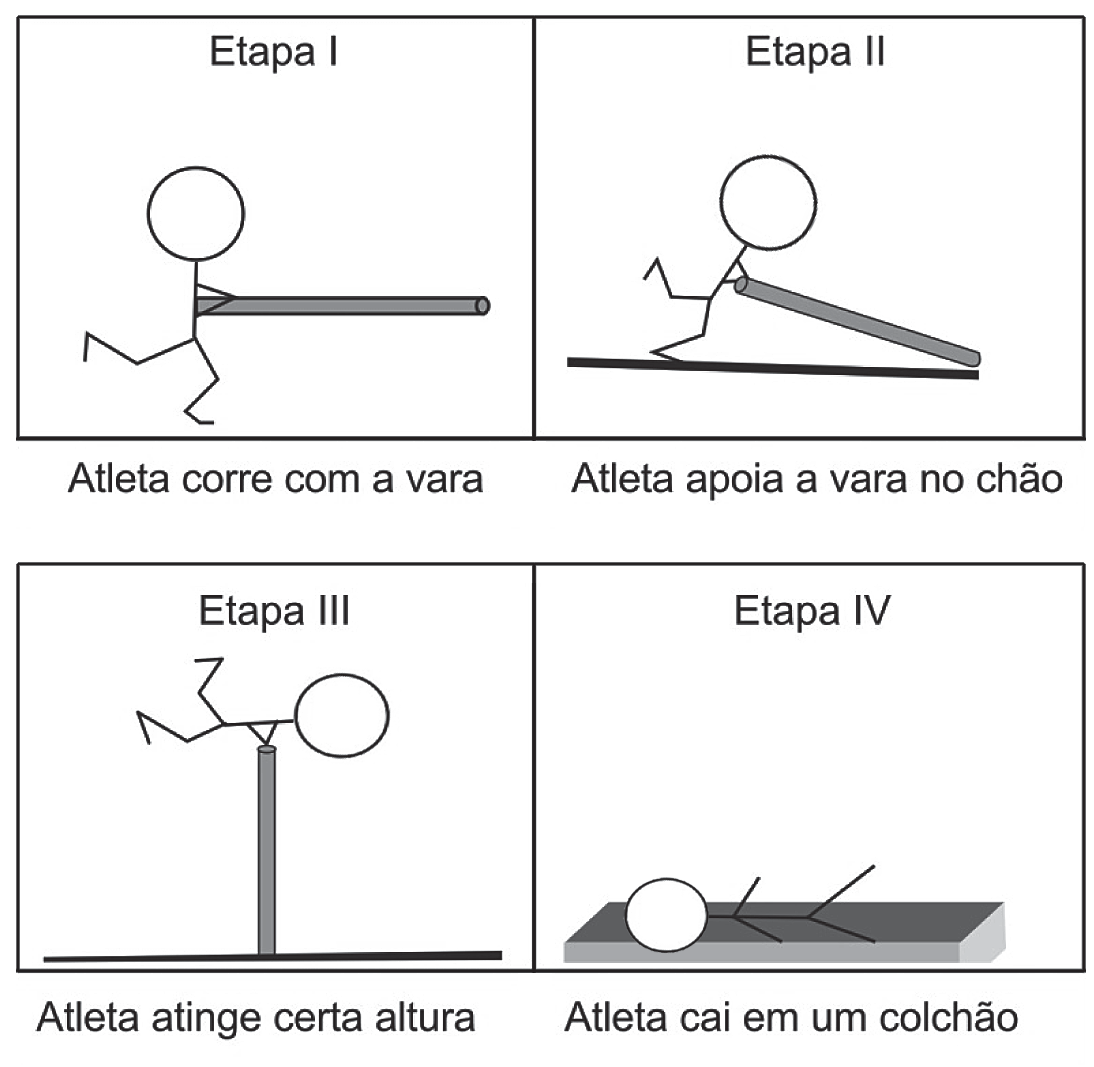 Etapa I
Etapa II
Atleta corre com a vara
Atleta apoia a vara no chão
Etapa III
Etapa IV
Atleta atinge certa altura
Atleta cai em um colchão